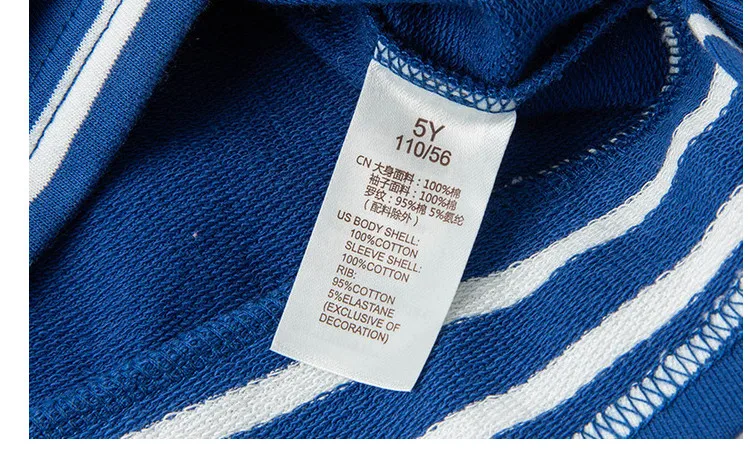 5Y
110/56
CN 大身面料：100%棉
袖子面料：100%棉
罗纹：95%棉 5%氨纶
（配料除外）
US BODY SHELL:
100%COTTON
SLEEVE SHELL:
100%COTTON
RIB:
95%COTTON
5%ELASTANE
(EXCLUSIVE OF
DECORATION)